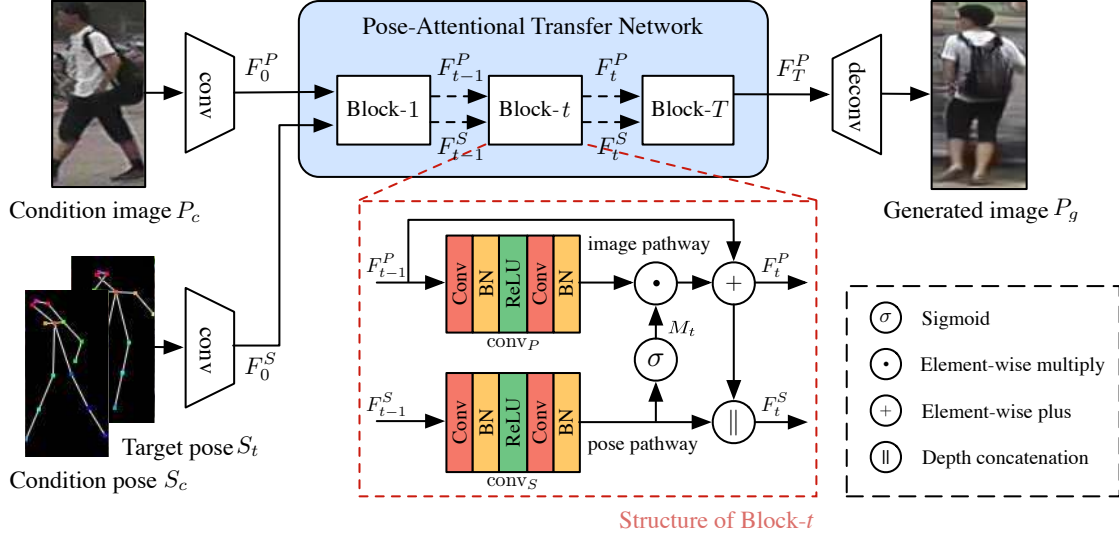 Pose-Attentional Transfer Network
conv
F_0^P
Block-1
F_{t-1}^P
F_{t-1}^S
Block-t
F_t^P
F_t^S
Block-T
F_T^P
deconv
Condition image P_c
Generated image P_g
conv
F_0^S
Target pose S_t
Condition pose S_c
F_{t-1}^P
Conv
BN
ReLU
Conv
BN
conv_P
image pathway
·
+
F_t^P
M_t
σ
F_{t-1}^S
Conv
BN
ReLU
Conv
BN
conv_S
pose pathway
||
F_t^S
Structure of Block-t
σ Sigmoid
· Element-wise multiply
+ Element-wise plus
|| Depth concatenation